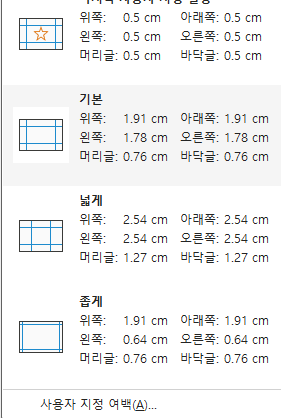 위쪽: 0.5 cm 아래쪽: 0.5 cm
왼쪽: 0.5 cm 오른쪽: 0.5 cm
머리글: 0.5 cm 바닥글: 0.5 cm
기본
위쪽: 1.91 cm 아래쪽: 1.91 cm
왼쪽: 1.78 cm 오른쪽: 1.78 cm
머리글: 0.76 cm 바닥글: 0.76 cm
넓게
위쪽: 2.54 cm 아래쪽: 2.54 cm
왼쪽: 2.54 cm 오른쪽: 2.54 cm
머리글: 1.27 cm 바닥글: 1.27 cm
좁게
위쪽: 1.91 cm 아래쪽: 1.91 cm
왼쪽: 0.64 cm 오른쪽: 0.64 cm
머리글: 0.76 cm 바닥글: 0.76 cm
사용자 지정 여백(A)...